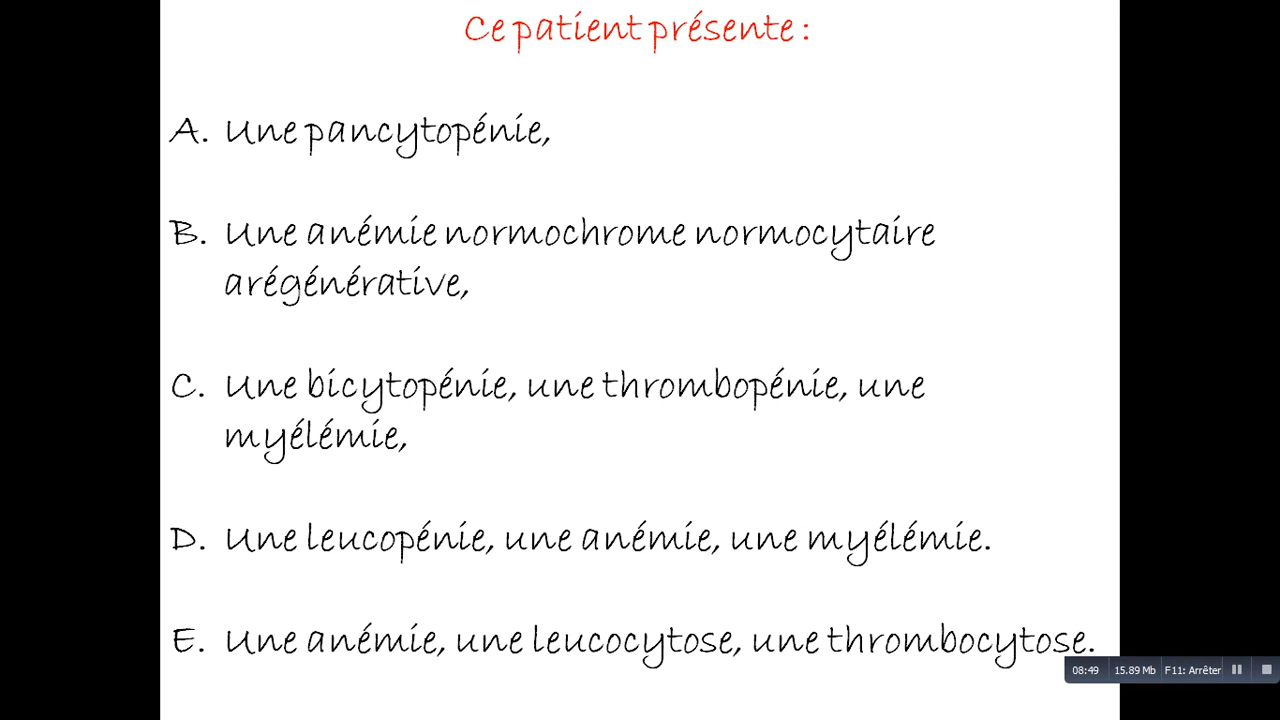 Ce patient présente :
A. Une pancytopénie,
B. Une anémie normochrome normocytaire
arégénérative,
C. Une bicytopénie, une thrombopénie, une
myélémie,
D. Une leucopénie, une anémie, une myélémie.
E. Une anémie, une leucocytose, une thrombocytose.
08:49 15.89 Mb F11: Arrêter